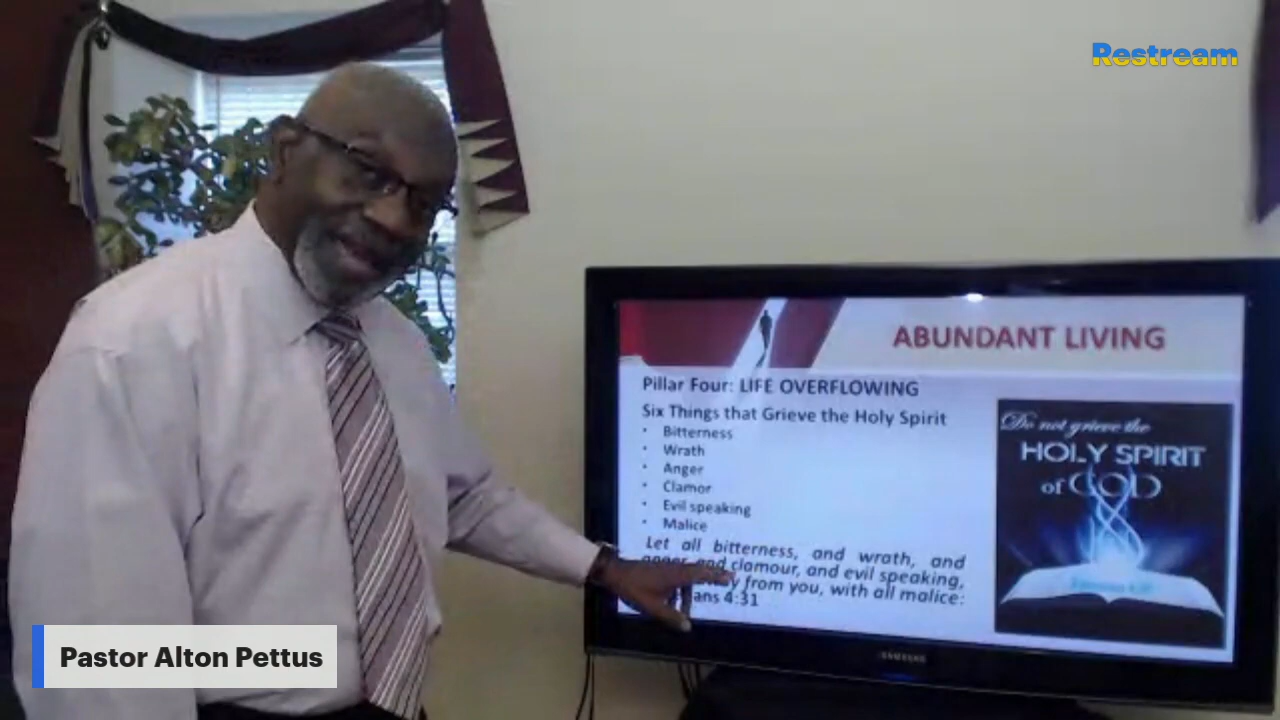 Restream
ABUNDANT LIVING
Pillar Four: LIFE OVERFLOWING
Six Things that Grieve the Holy Spirit
• Bitterness
• Wrath
• Anger
• Clamor
• Evil speaking
• Malice
Let all bitterness, and wrath, and
and clamour, and evil speaking,
from you, with all malice:
4:31
Do not grieve the
HOLY SPIRIT
of GOD
SAMSUNG
Pastor Alton Pettus